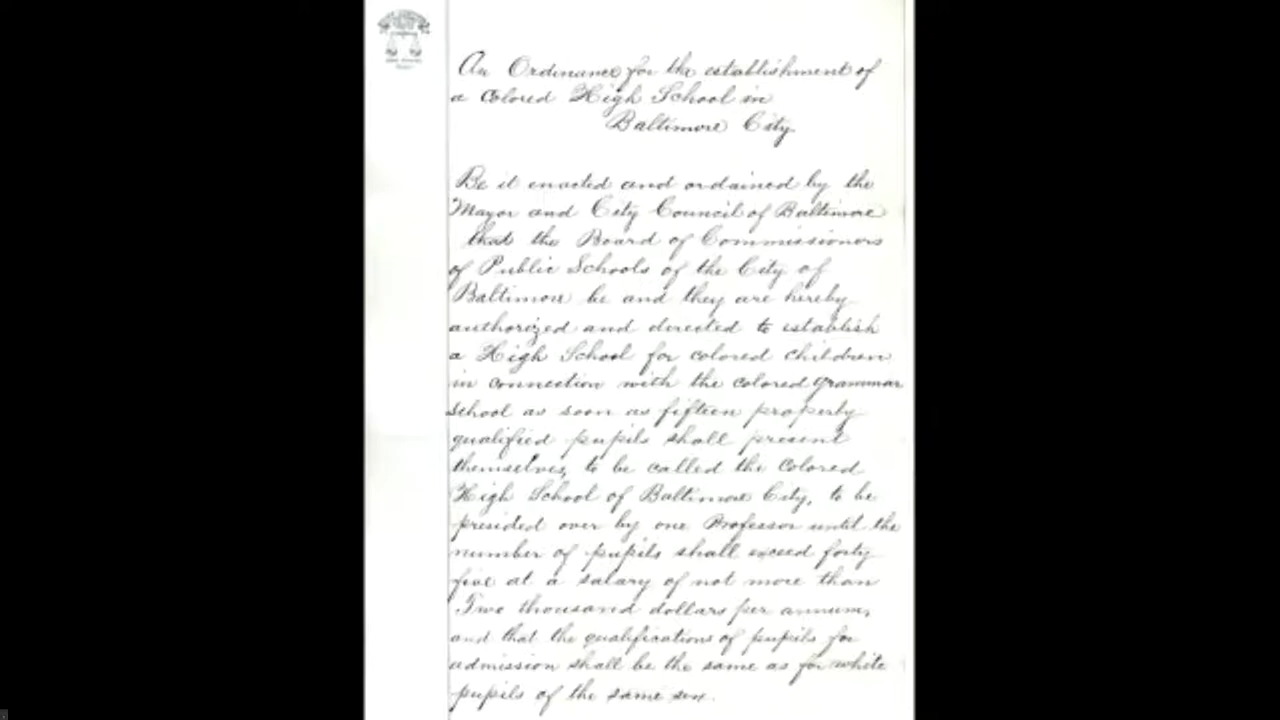 An Ordinance for the establishment of
a Colored High School in
Baltimore City.
Be it enacted and ordained by the
Mayor and City Council of Baltimore
that the Board of Commissioners
of Public Schools of the City of
Baltimore be and they are hereby
authorized and directed to establish
a High School for colored children
in connection with the colored grammar
school as soon as fifteen properly
qualified pupils shall present
themselves, to be called the Colored
High School of Baltimore City, to be
presided over by one Professor until the
number of pupils shall exceed forty
five at a salary of not more than
Two thousand dollars per annum,
and that the qualifications of pupils for
admission shall be the same as for white
pupils of the same sex.